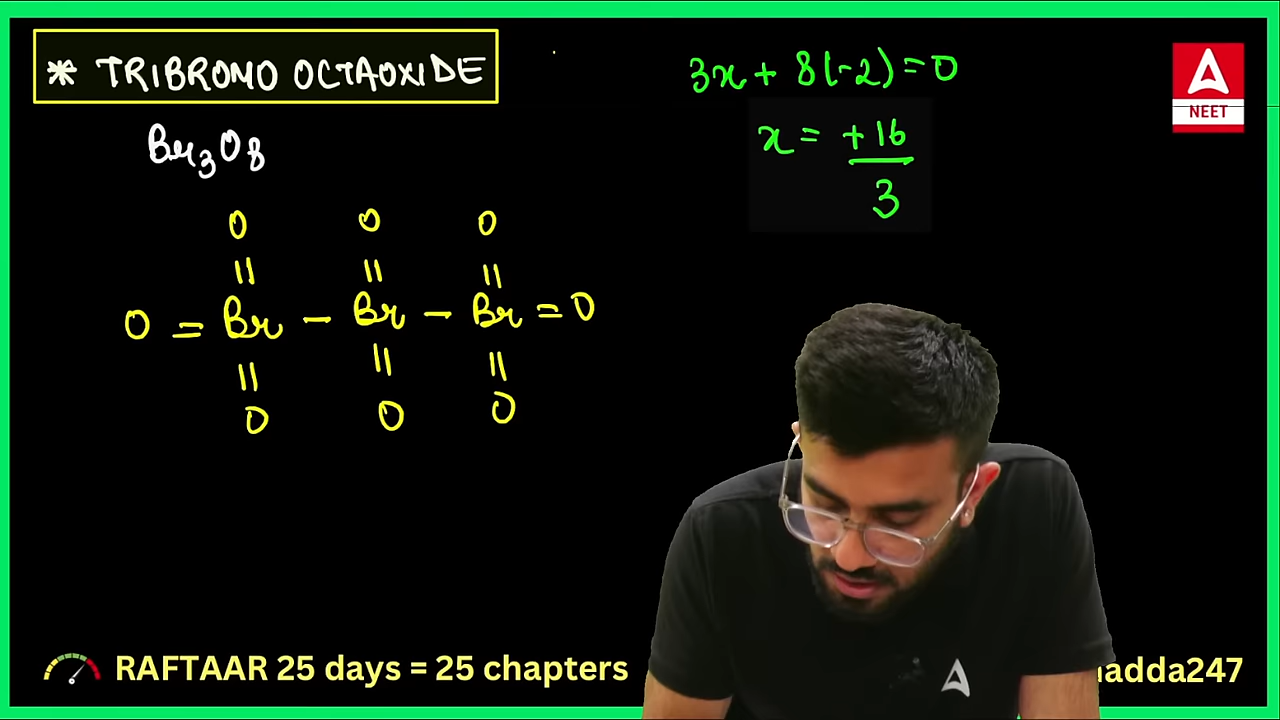 * TRIBROMO OCTAOXIDE
3x + 8(-2) = 0
x = +16
3
Br3O8
O O O
|| || ||
O = Br - Br - Br = O
|| || ||
O O O
A
NEET
A
RAFTAAR 25 days = 25 chapters
adda247